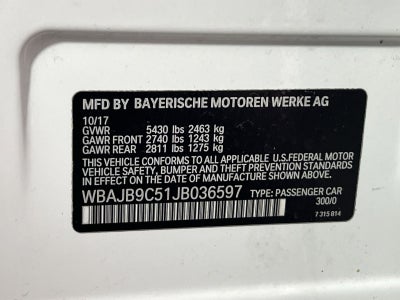 MFD BY BAYERISCHE MOTOREN WERKE AG
10/17
GVWR 5430 lbs 2463 kg
GAWR FRONT 2740 lbs 1243 kg
GAWR REAR 2811 lbs 1275 kg
THIS VEHICLE CONFORMS TO ALL APPLICABLE U.S.FEDERAL MOTOR
VEHICLE SAFETY, BUMPER AND THEFT PREVENTION STANDARDS
IN EFFECT ON THE DATE OF MANUFACTURE SHOWN ABOVE.
WBAJB9C51JB036597 TYPE: PASSENGER CAR
300/0
7 315 814